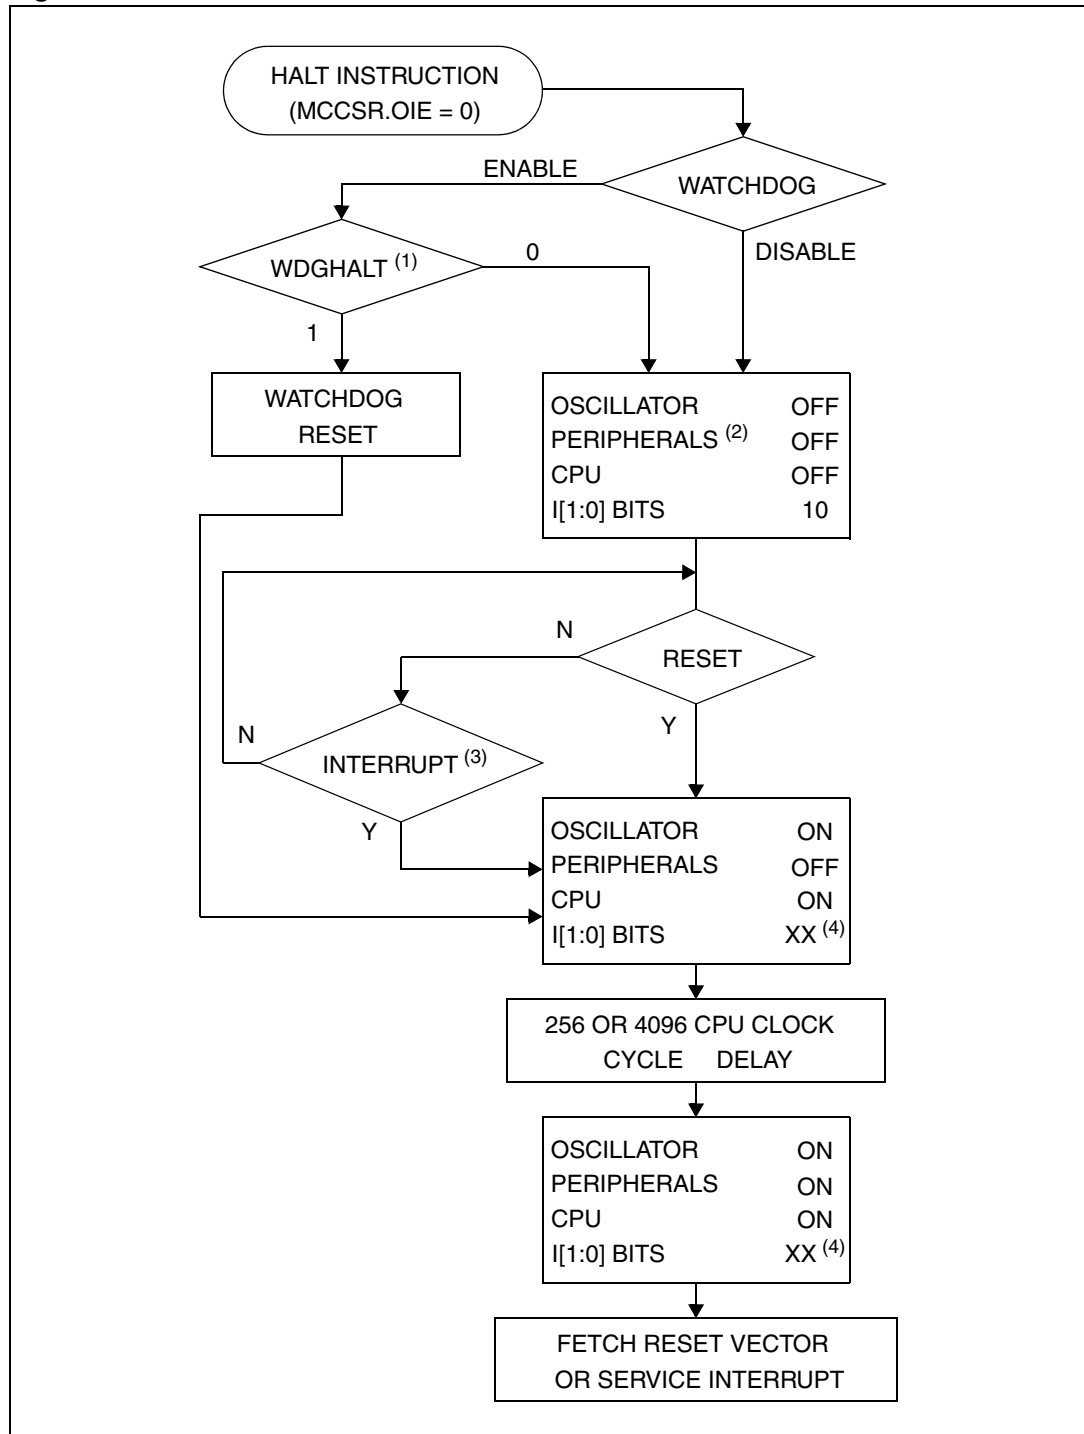 HALT INSTRUCTION
(MCCSR.OIE = 0)
ENABLE
WATCHDOG
WDGHALT (1)
0
DISABLE
1
WATCHDOG
RESET
OSCILLATOR OFF
PERIPHERALS (2) OFF
CPU OFF
I[1:0] BITS 10
N
RESET
Y
N
INTERRUPT (3)
Y
OSCILLATOR ON
PERIPHERALS OFF
CPU ON
I[1:0] BITS XX (4)
256 OR 4096 CPU CLOCK
CYCLE DELAY
OSCILLATOR ON
PERIPHERALS ON
CPU ON
I[1:0] BITS XX (4)
FETCH RESET VECTOR
OR SERVICE INTERRUPT